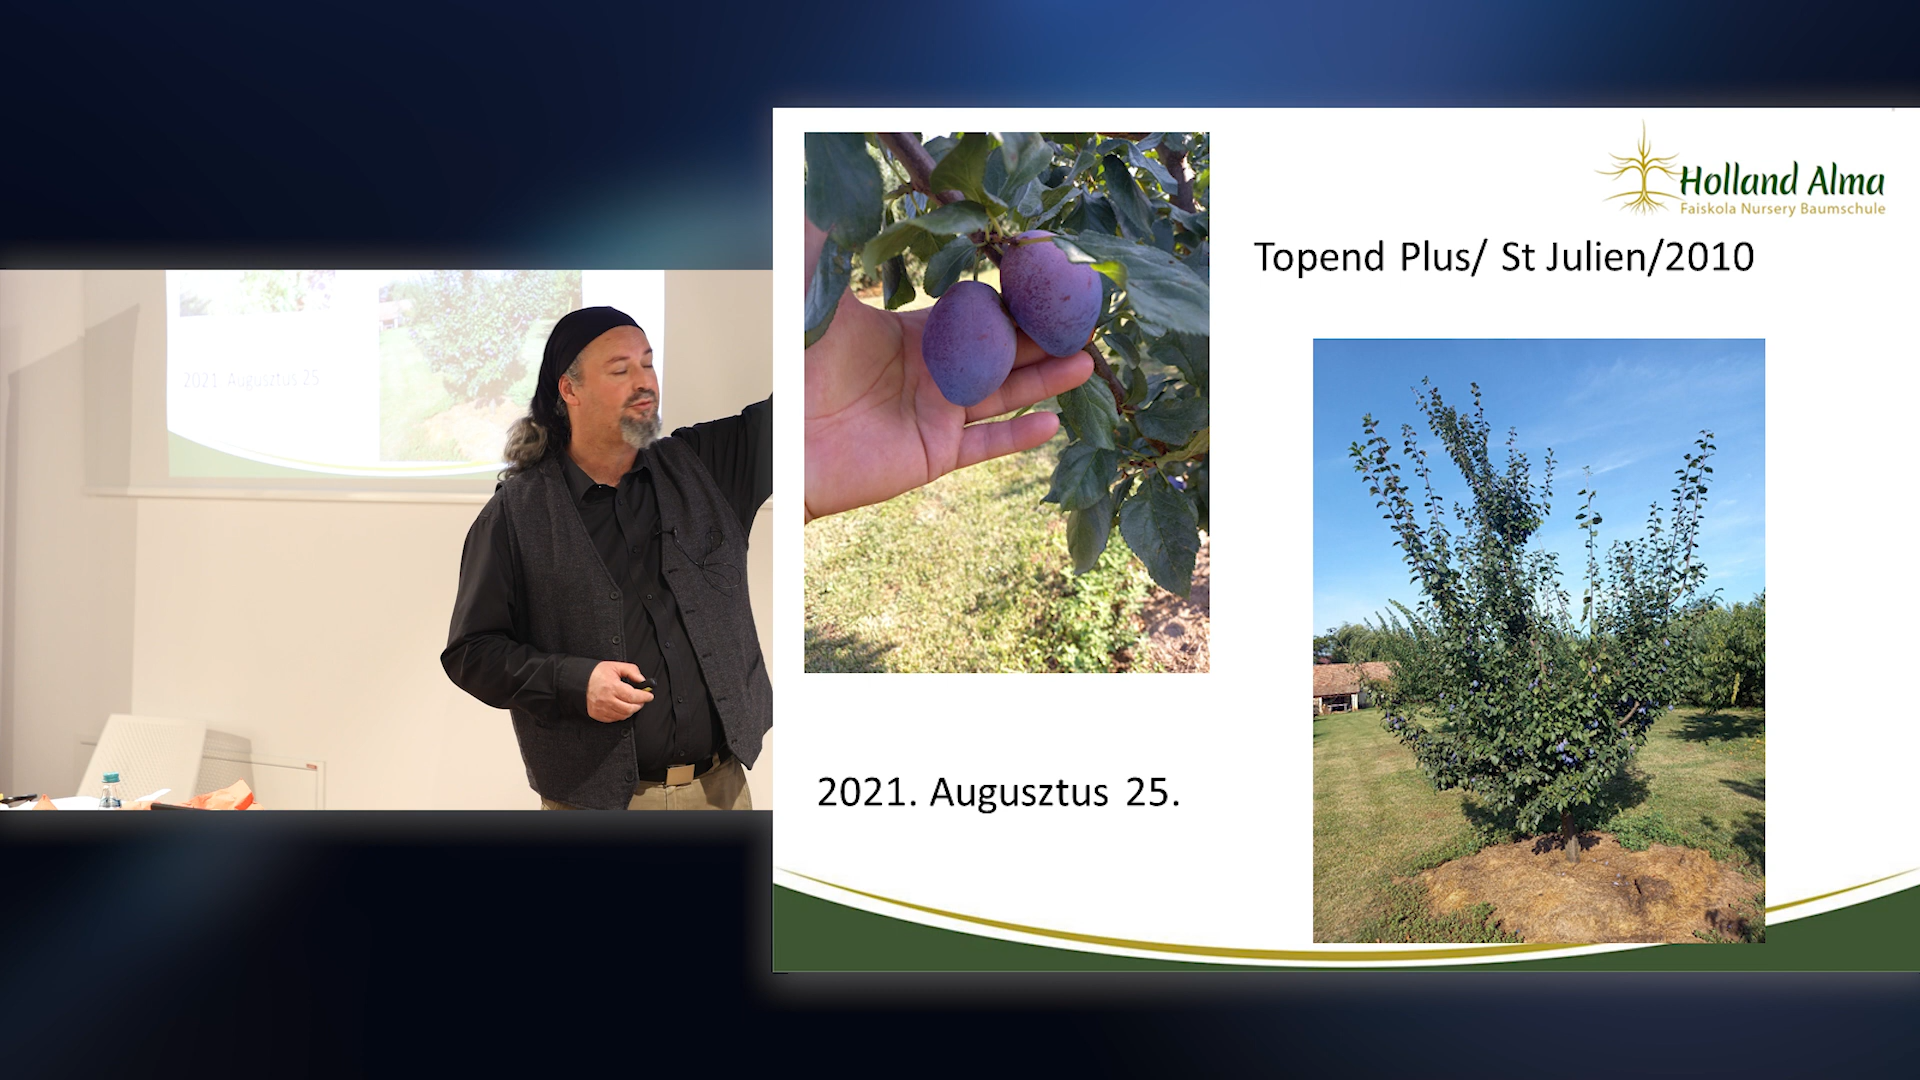 Holland Alma
Faiskola Nursery Baumschule
Topend Plus/ St Julien/2010
2021. Augusztus 25.
2021. Augusztus 25